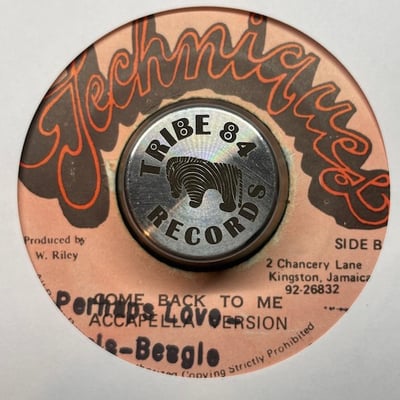 Techniques
TRIBE 84
RECORDS
Produced by
W. Riley
SIDE B
2 Chancery Lane
Kingston, Jamaica
92-26832
COME BACK TO ME
Perhaps Love
ACCAPELLA VERSION
Copying Strictly Prohibited